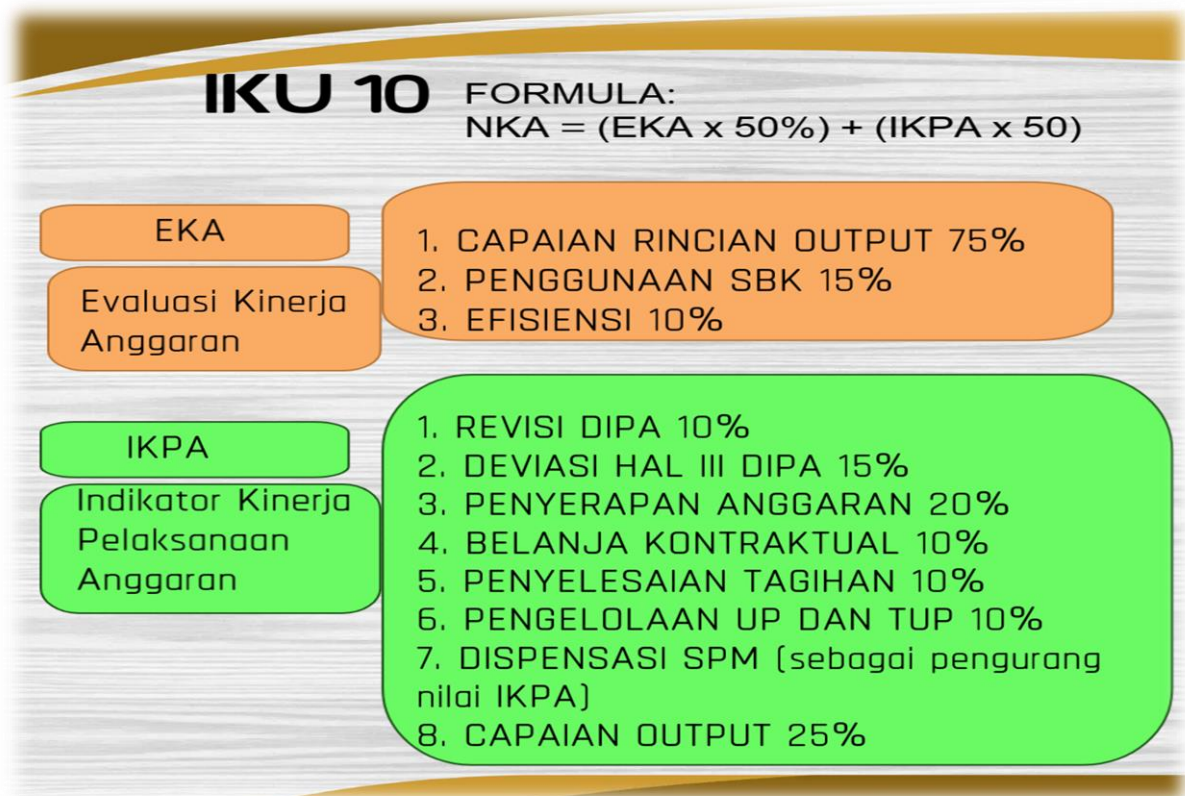 IKU 10
FORMULA:
NKA = (EKA x 50%) + (IKPA x 50)
EKA
Evaluasi Kinerja
Anggaran
1. CAPAIAN RINCIAN OUTPUT 75%
2. PENGGUNAAN SBK 15%
3. EFISIENSI 10%
IKPA
Indikator Kinerja
Pelaksanaan
Anggaran
1. REVISI DIPA 10%
2. DEVIASI HAL III DIPA 15%
3. PENYERAPAN ANGGARAN 20%
4. BELANJA KONTRAKTUAL 10%
5. PENYELESAIAN TAGIHAN 10%
6. PENGELOLAAN UP DAN TUP 10%
7. DISPENSASI SPM (sebagai pengurang
nilai IKPA)
8. CAPAIAN OUTPUT 25%